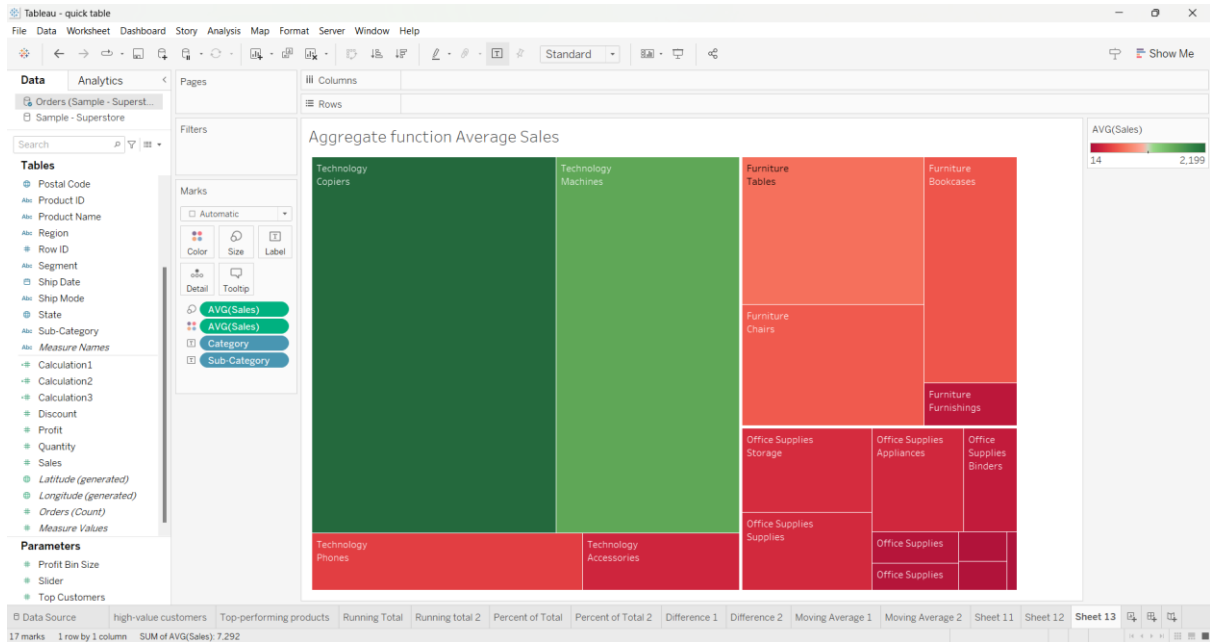 Tableau - quick table
File Data Worksheet Dashboard Story Analysis Map Format Server Window Help
Standard
Show Me
Data Analytics
Orders (Sample - Superst...
Sample - Superstore
Search
Tables
Postal Code
Abc Product ID
Abc Product Name
Abc Region
# Row ID
Abc Segment
Ship Date
Abc Ship Mode
State
Abc Sub-Category
Abc Measure Names
=# Calculation1
=# Calculation2
=# Calculation3
# Discount
# Profit
# Quantity
# Sales
Latitude (generated)
Longitude (generated)
# Orders (Count)
# Measure Values
Parameters
# Profit Bin Size
# Slider
# Top Customers
Pages
Filters
Marks
Automatic
Color Size Label
Detail Tooltip
AVG(Sales)
AVG(Sales)
Category
Sub-Category
Columns
Rows
Aggregate function Average Sales
Technology
Copiers
Technology
Machines
Technology
Phones
Technology
Accessories
Furniture
Tables
Furniture
Bookcases
Furniture
Chairs
Furniture
Furnishings
Office Supplies
Storage
Office Supplies
Appliances
Office
Supplies
Binders
Office Supplies
Supplies
Office Supplies
Office Supplies
AVG(Sales)
14 2,199
Data Source high-value customers Top-performing products Running Total Running total 2 Percent of Total Percent of Total 2 Difference 1 Difference 2 Moving Average 1 Moving Average 2 Sheet 11 Sheet 12 Sheet 13
17 marks 1 row by 1 column SUM of AVG(Sales): 7,292